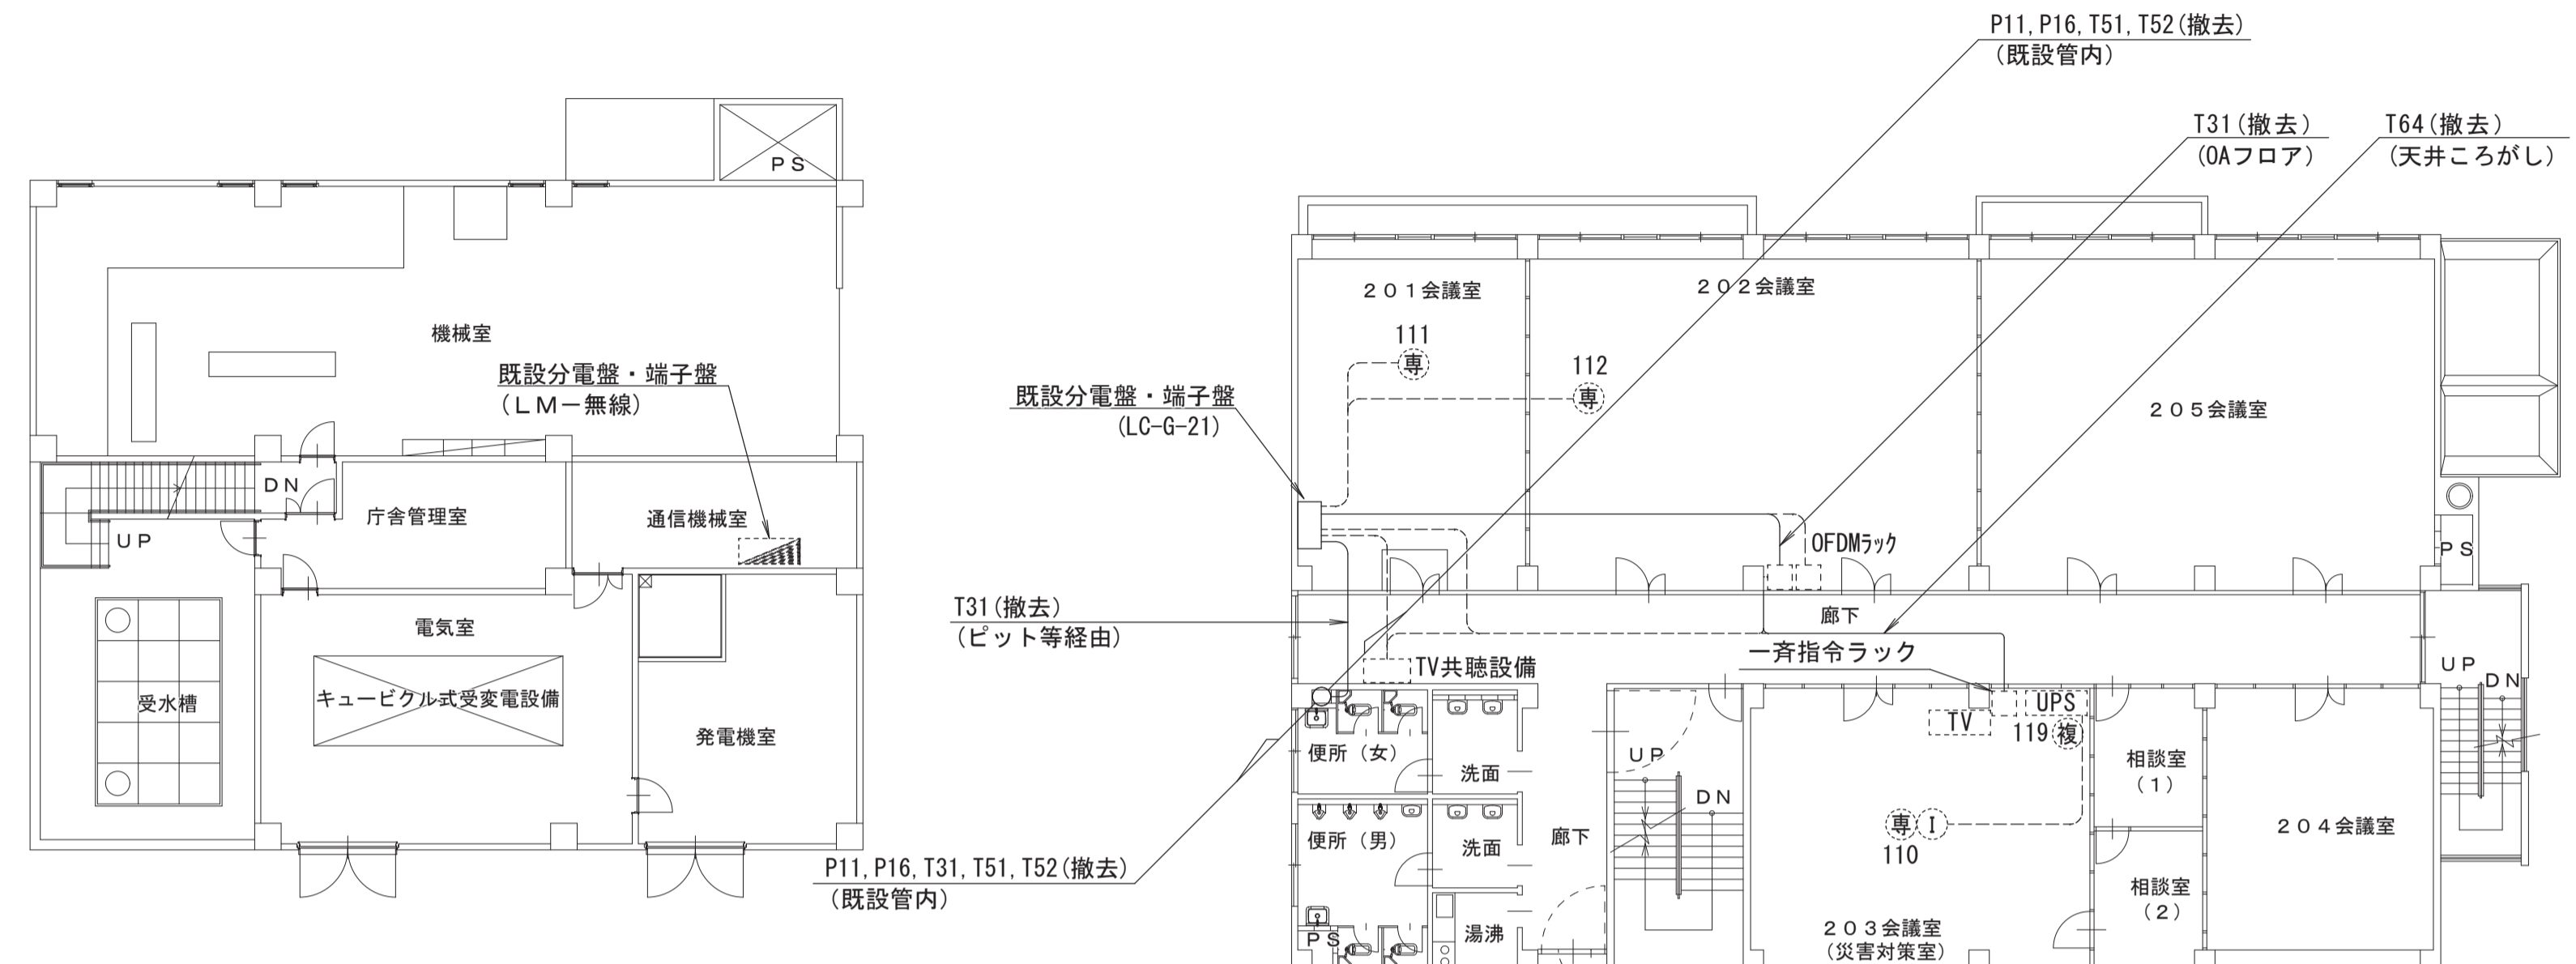 P11, P16, T51, T52(撤去)
(既設管内)
T31(撤去)
(OAフロア)
T64(撤去)
(天井ころがし)
PS
機械室
既設分電盤・端子盤
(LM－無線)
DN
UP
庁舎管理室
通信機械室
電気室
キュービクル式受変電設備
受水槽
発電機室
201会議室
202会議室
205会議室
111
専
112
専
既設分電盤・端子盤
(LC-G-21)
OFDMラック
PS
T31(撤去)
(ピット等経由)
廊下
一斉指令ラック
TV共聴設備
UP
DN
TV
UPS
119
複
便所(女)
洗面
UP
DN
相談室
(1)
専
I
110
便所(男)
洗面
廊下
204会議室
P11, P16, T31, T51, T52(撤去)
(既設管内)
相談室
(2)
PS
湯沸
203会議室
(災害対策室)